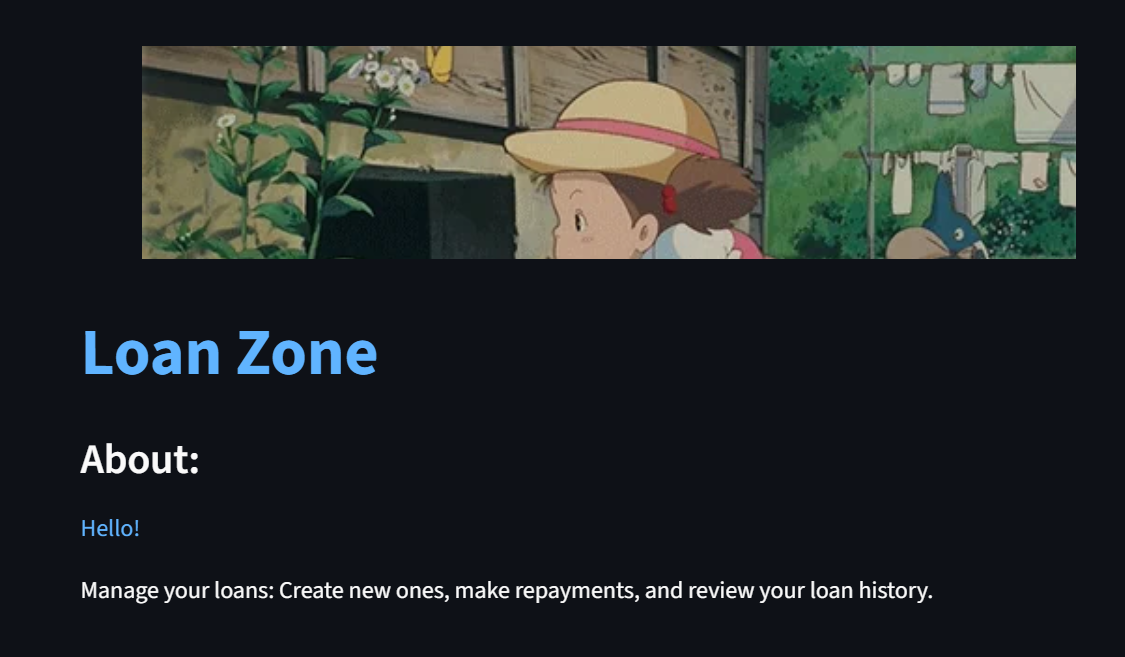 Loan Zone
About:
Hello!
Manage your loans: Create new ones, make repayments, and review your loan history.